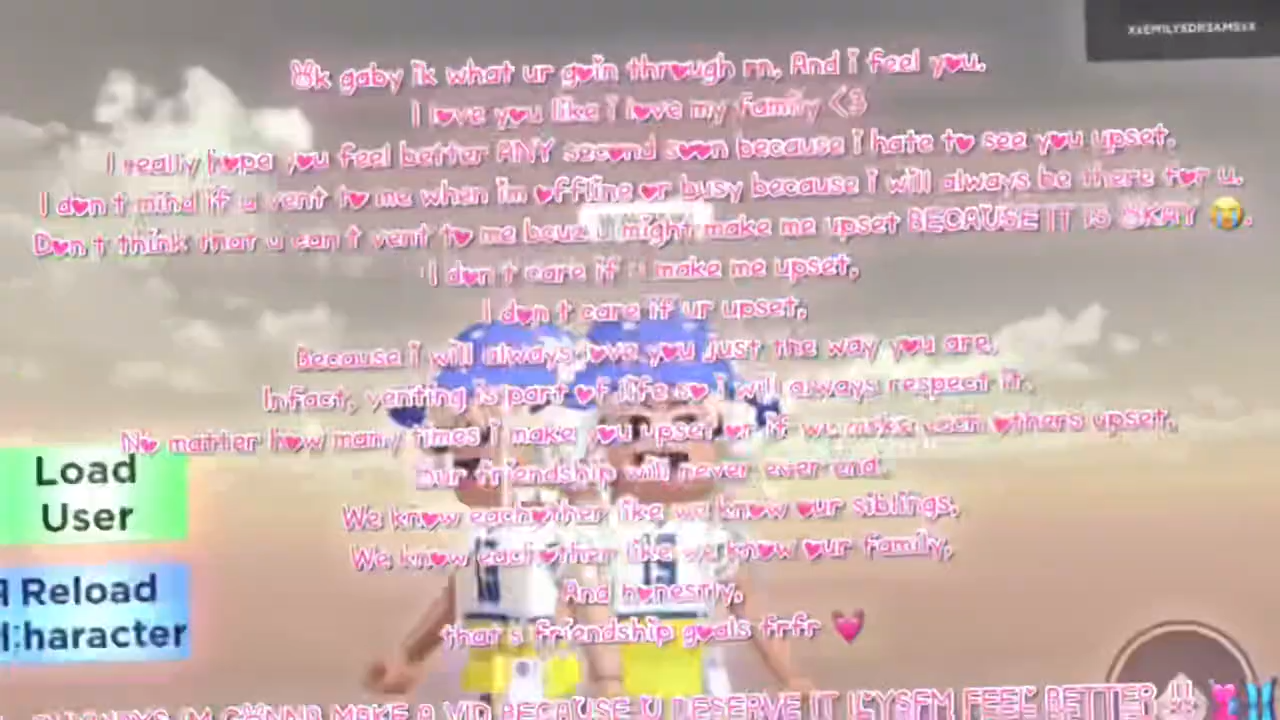 XxEMILYSDREAMSxX
Ok gaby ik what ur goin through rn, And i feel you.
I love you like i love my family <3
I really hope you feel better ANY second soon because i hate to see you upset.
I don't mind if u vent to me when im offline or busy because i will always be there for u.
Don't think that u can't vent to me bcuz u might make me upset BECAUSE IT IS OKAY 😭.
I don't care if make me upset,
I don't care if ur upset,
Because i will always love you just the way you are,
Infact, venting is part of life so i will always respect it.
No matter how many times i make you upset or if we make each others upset,
Our friendship will never ever end.
We know eachother like we know our siblings,
We know eachother like we know our family,
And honestly,
that's friendship goals frfr 💓
Load
User
Reload
Character
IM GONNA MAKE A VID BECAUSE U DESERVE IT ILYSFM FEEL BETTER !!